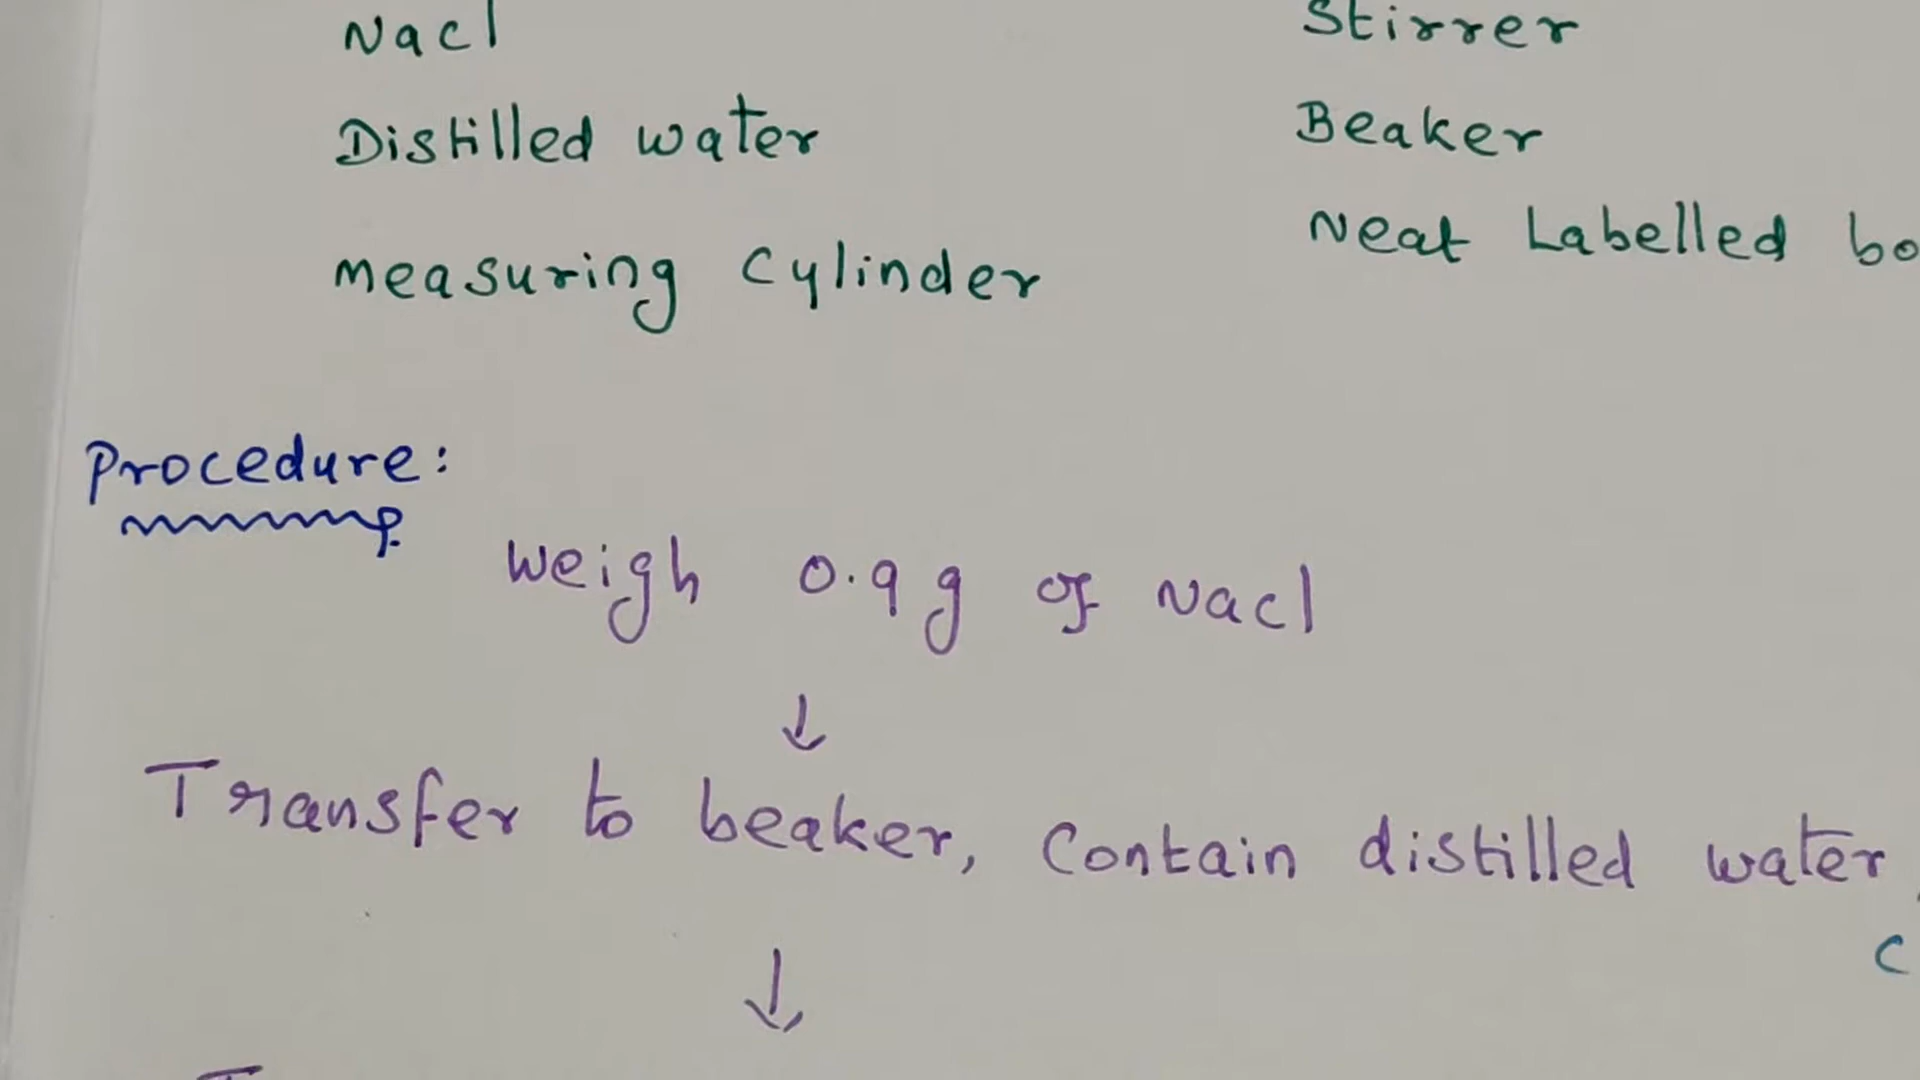 Nacl
Distilled water
measuring Cylinder
Stirrer
Beaker
Neat Labelled
Procedure:
Weigh 0.9g of Nacl
↓
Transfer to beaker, Contain distilled water
↓